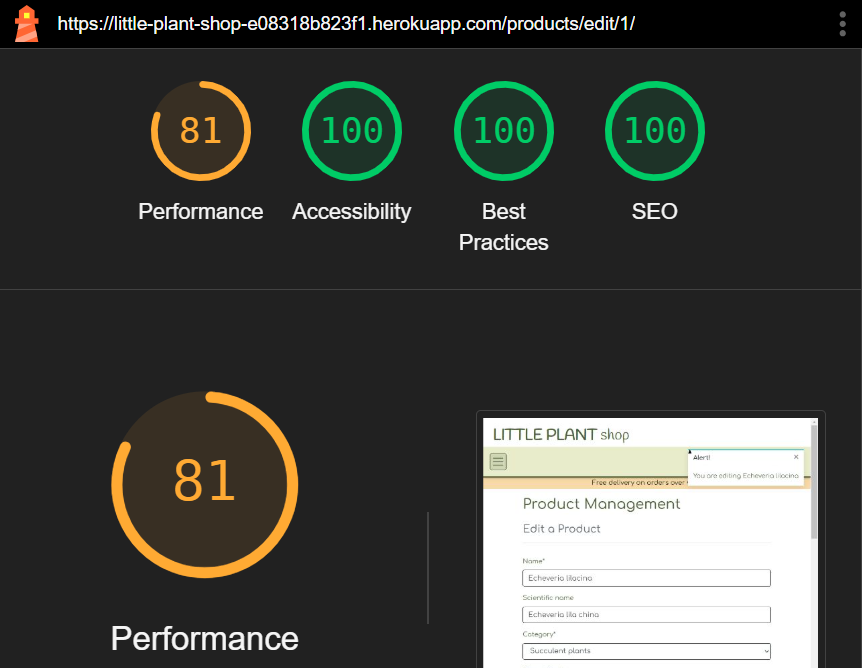 https://little-plant-shop-e08318b823f1.herokuapp.com/products/edit/1/
81
100
100
100
Performance
Accessibility
Best
Practices
SEO
81
Performance
LITTLE PLANT shop
Alert!
You are editing Echeveria lilacina
Free delivery on orders over
Product Management
Edit a Product
Name*
Echeveria lilacina
Scientific name
Echeveria lila china
Category*
Succulent plants